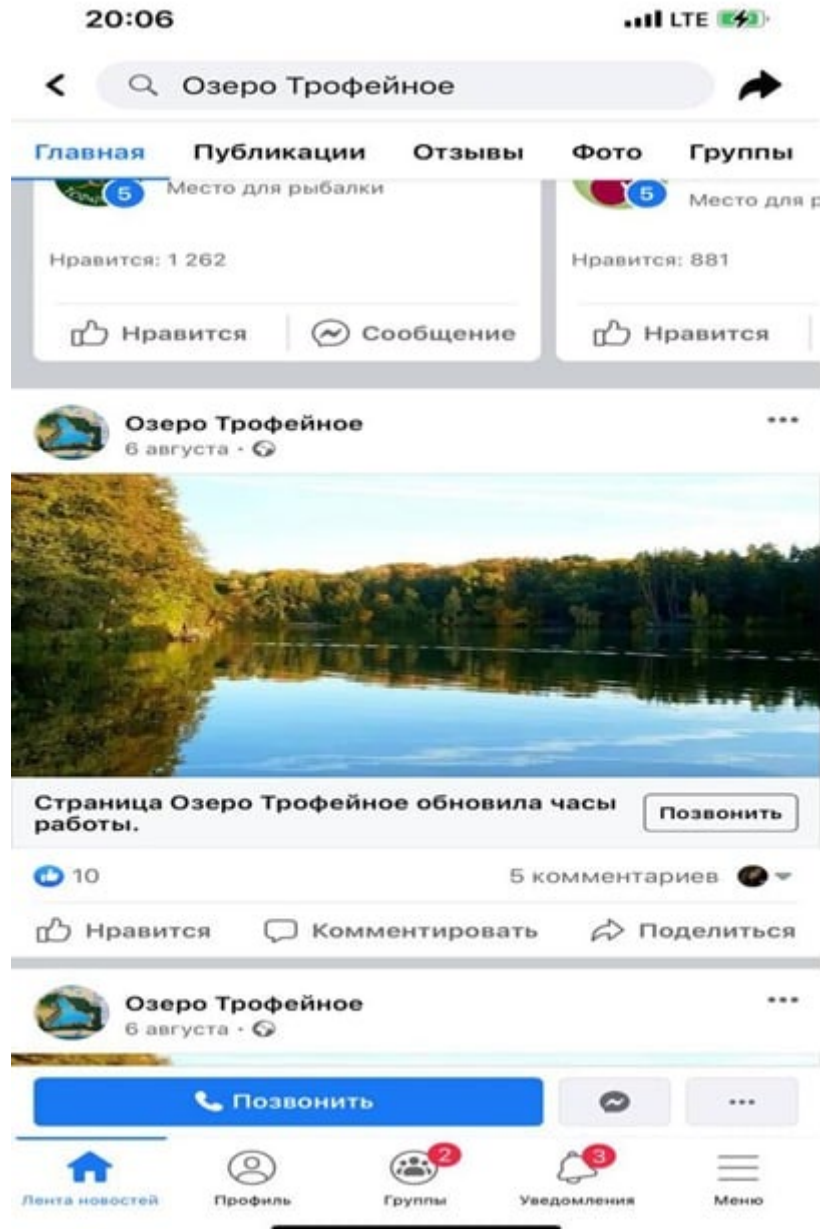 20:06
LTE
Озеро Трофейное
Главная Публикации Отзывы Фото Группы
5 Место для рыбалки
5 Место для
Нравится: 1 262
Нравится: 881
Нравится Сообщение
Нравится
Озеро Трофейное
6 августа ·
Страница Озеро Трофейное обновила часы
работы.
Позвонить
10
5 комментариев
Нравится Комментировать Поделиться
Озеро Трофейное
6 августа ·
Позвонить
2
3
Лента новостей Профиль Группы Уведомления Меню